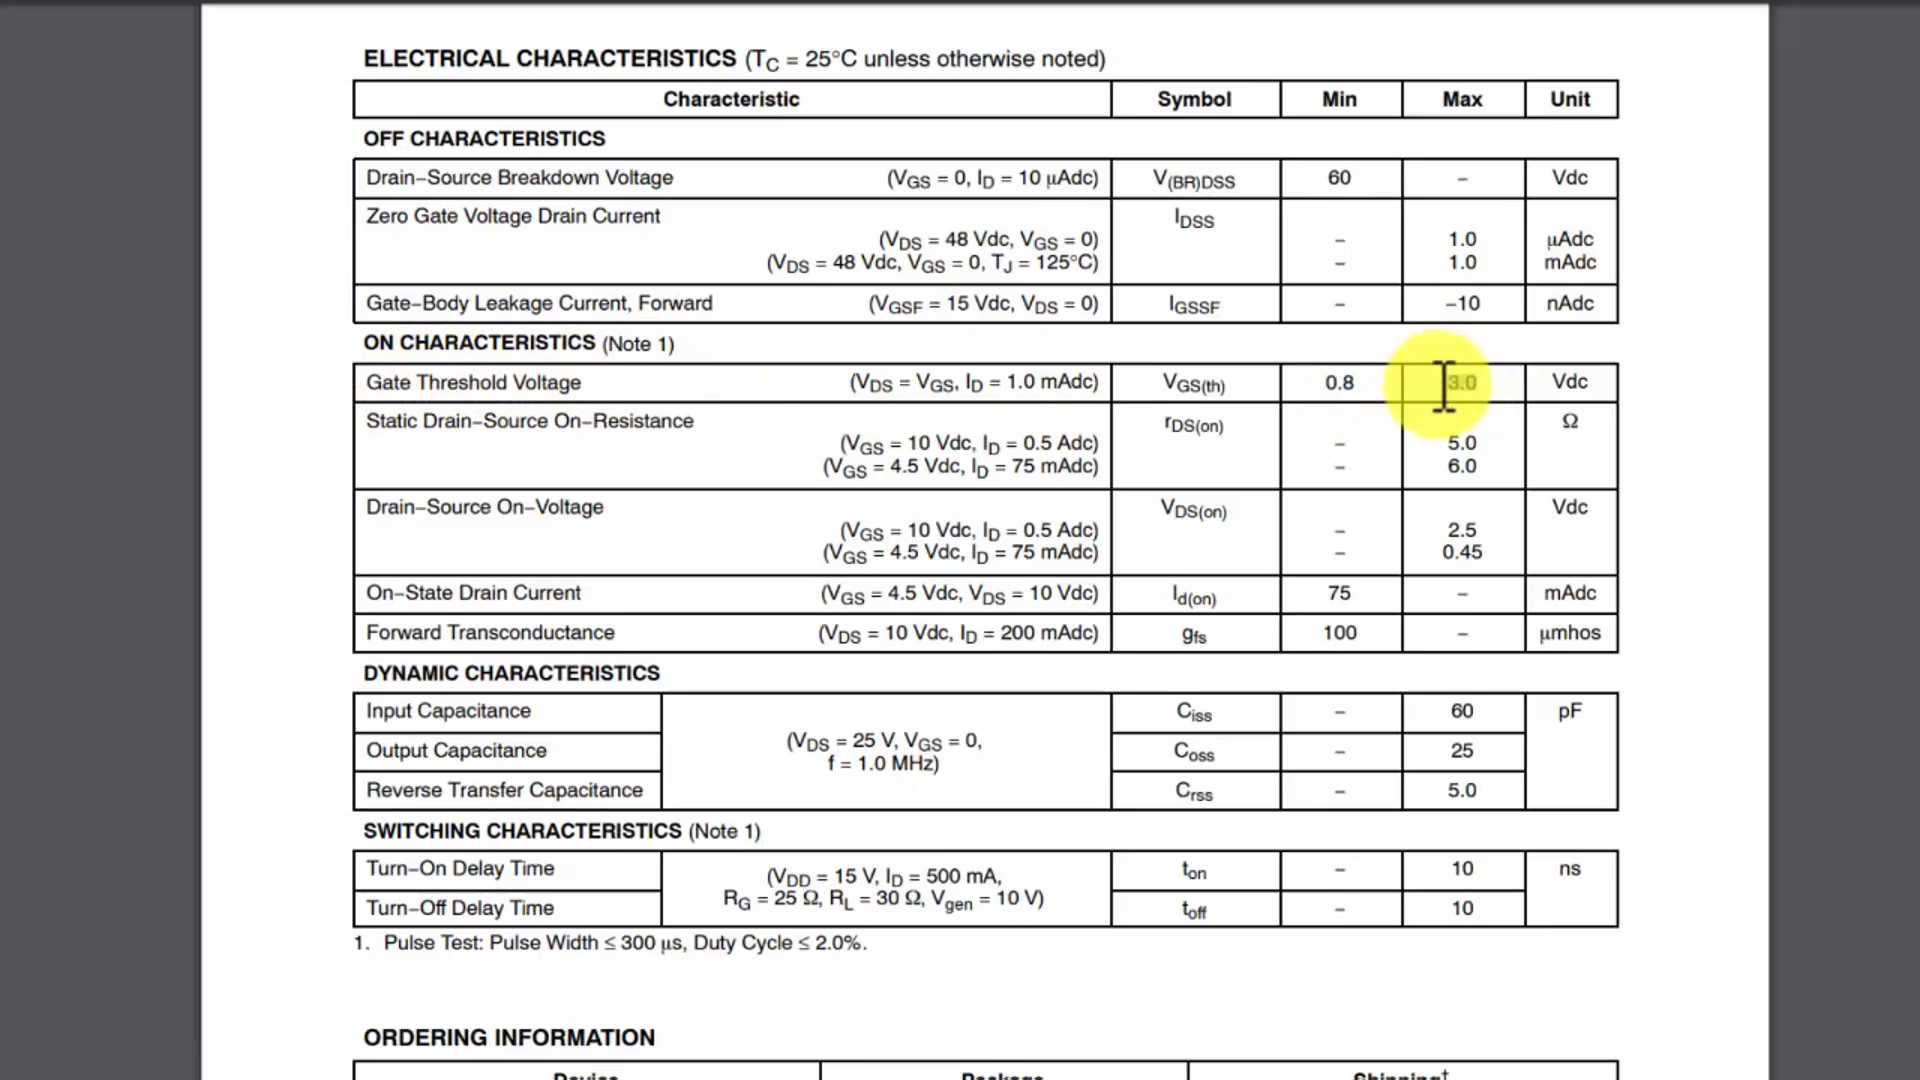 ELECTRICAL CHARACTERISTICS (TC = 25°C unless otherwise noted)
Characteristic Symbol Min Max Unit
OFF CHARACTERISTICS
Drain−Source Breakdown Voltage (VGS = 0, ID = 10 μAdc) V(BR)DSS 60 – Vdc
Zero Gate Voltage Drain Current IDSS
(VDS = 48 Vdc, VGS = 0) – 1.0 μAdc
(VDS = 48 Vdc, VGS = 0, TJ = 125°C) – 1.0 mAdc
Gate−Body Leakage Current, Forward (VGSF = 15 Vdc, VDS = 0) IGSSF – −10 nAdc
ON CHARACTERISTICS (Note 1)
Gate Threshold Voltage (VDS = VGS, ID = 1.0 mAdc) VGS(th) 0.8 3.0 Vdc
Static Drain−Source On−Resistance rDS(on) Ω
(VGS = 10 Vdc, ID = 0.5 Adc) – 5.0
(VGS = 4.5 Vdc, ID = 75 mAdc) – 6.0
Drain−Source On−Voltage VDS(on) Vdc
(VGS = 10 Vdc, ID = 0.5 Adc) – 2.5
(VGS = 4.5 Vdc, ID = 75 mAdc) – 0.45
On−State Drain Current (VGS = 4.5 Vdc, VDS = 10 Vdc) Id(on) 75 – mAdc
Forward Transconductance (VDS = 10 Vdc, ID = 200 mAdc) gfs 100 – μmhos
DYNAMIC CHARACTERISTICS
Input Capacitance Ciss – 60 pF
(VDS = 25 V, VGS = 0,
f = 1.0 MHz)
Output Capacitance Coss – 25
Reverse Transfer Capacitance Crss – 5.0
SWITCHING CHARACTERISTICS (Note 1)
Turn−On Delay Time ton – 10 ns
(VDD = 15 V, ID = 500 mA,
RG = 25 Ω, RL = 30 Ω, Vgen = 10 V)
Turn−Off Delay Time toff – 10
1. Pulse Test: Pulse Width ≤ 300 μs, Duty Cycle ≤ 2.0%.
ORDERING INFORMATION
Device Package Shipping†